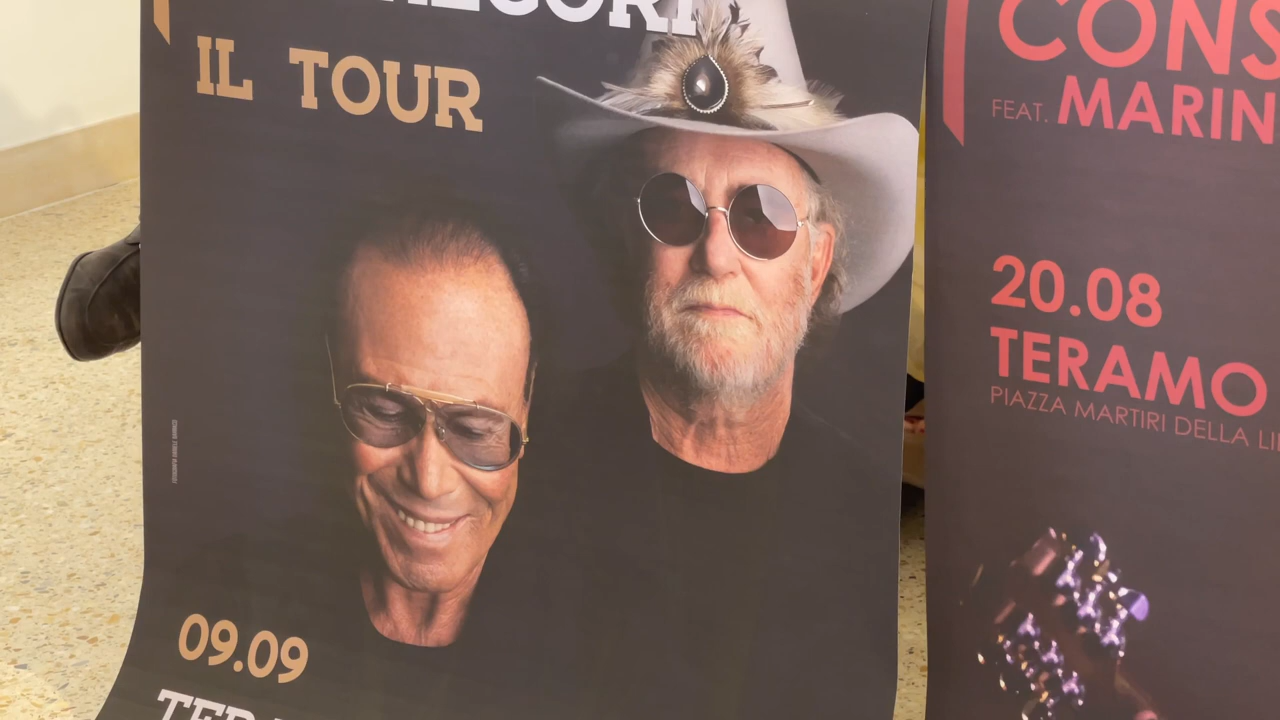 IL TOUR
09.09
CONS
FEAT. MARIN
20.08
TERAMO
PIAZZA MARTIRI DELLA LI